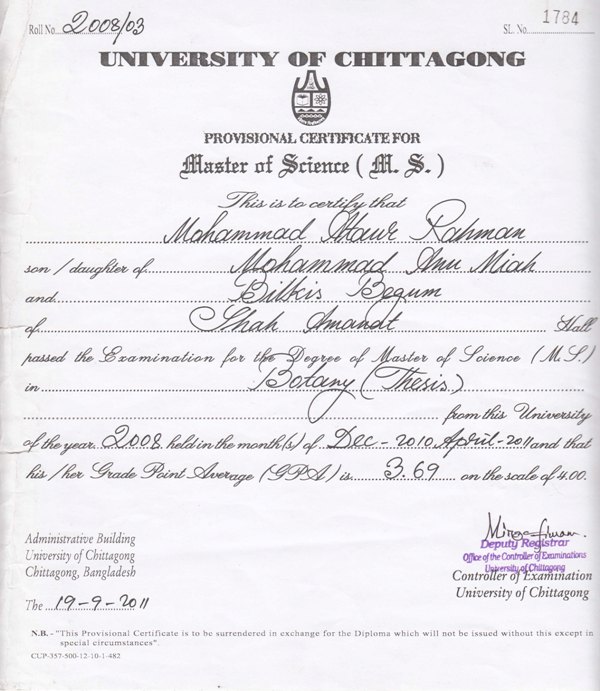 Roll No. 2008/03 SL. No. 1784
UNIVERSITY OF CHITTAGONG
PROVISIONAL CERTIFICATE FOR
Master of Science ( M. S. )
This is to certify that
Mohammad Ataur Rahman
son / daughter of Mohammad Anu Miah
and Bilkis Begum
of Shah Amanat Hall
passed the Examination for the Degree of Master of Science (M.S.)
in Botany (Thesis)
from this University
of the year 2008 held in the month(s) of Dec-2010 April-2011 and that
his / her Grade Point Average (GPA) is 3.69 on the scale of 4.00.
Administrative Building
University of Chittagong
Chittagong, Bangladesh
Deputy Registrar
Office of the Controller of Examinations
University of Chittagong
Controller of Examination
University of Chittagong
The 19-9-2011
N.B. - "This Provisional Certificate is to be surrendered in exchange for the Diploma which will not be issued without this except in
special circumstances".
CUP-357-500-12-10-1-482